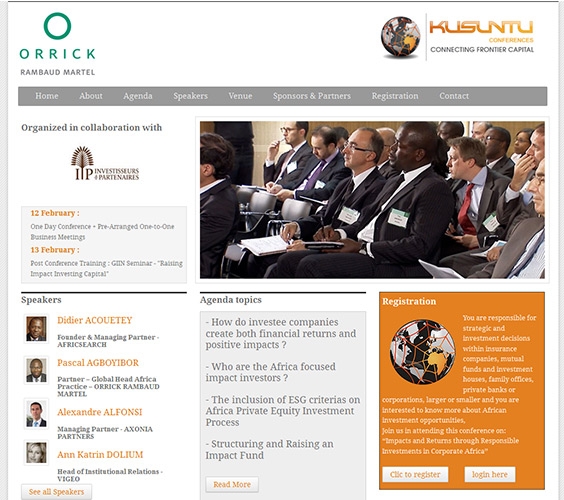 ORRICK
RAMBAUD MARTEL
KUSUNTU
CONFERENCES
CONNECTING FRONTIER CAPITAL
Home About Agenda Speakers Venue Sponsors & Partners Registration Contact
Organized in collaboration with
I&P INVESTISSEURS
& PARTENAIRES
12 February :
One Day Conference + Pre-Arranged One-to-One
Business Meetings
13 February :
Post Conference Training : GIIN Seminar - "Raising
Impact Investing Capital"
Speakers
Didier ACOUETEY
Founder & Managing Partner -
AFRICSEARCH
Pascal AGBOYIBOR
Partner – Global Head Africa
Practice – ORRICK RAMBAUD
MARTEL
Alexandre ALFONSI
Managing Partner - AXONIA
PARTNERS
Ann Katrin DOLIUM
Head of Institutional Relations -
VIGEO
See all Speakers
Agenda topics
- How do investee companies
create both financial returns and
positive impacts ?
- Who are the Africa focused
impact investors ?
- The inclusion of ESG criterias on
Africa Private Equity Investment
Process
- Structuring and Raising an
Impact Fund
Read More
Registration
You are responsible for
strategic and
investment decisions
within insurance
companies, mutual
funds and investment
houses, family offices,
private banks or
corporations, larger or smaller and you are
interested to know more about African
investment opportunities,
Join us in attending this conference on:
“Impacts and Returns through Responsible
Investments in Corporate Africa”
Clic to register
login here